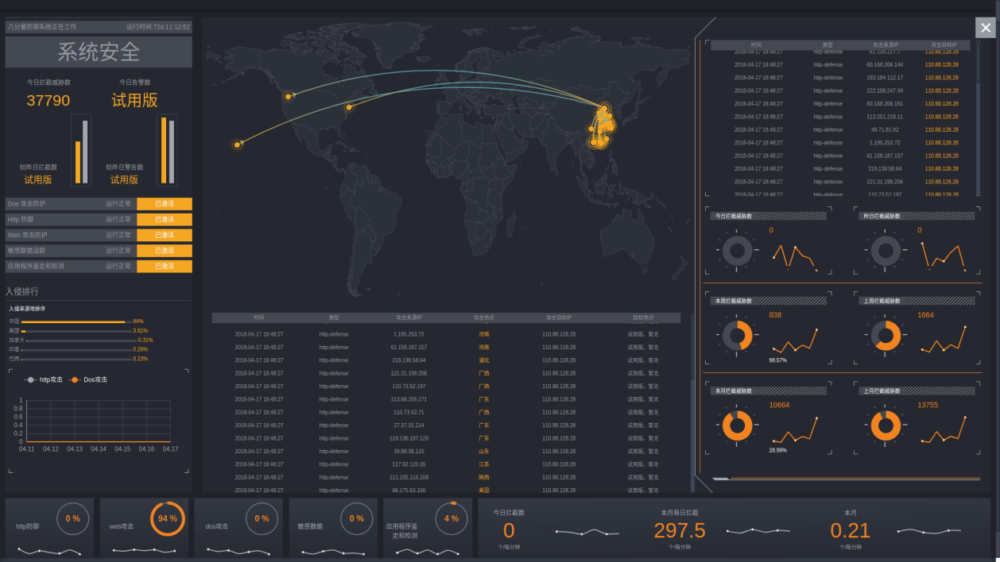 八分量防御系统正在工作 运行时间:72d 11:12:52
系统安全
今日拦截威胁数 今日告警数
37790 试用版
较昨日拦截数 较昨日警告数
试用版 试用版
Dos 攻击防护 运行正常 已激活
Http 防御 运行正常 已激活
Web 攻击防护 运行正常 已激活
敏感数据追踪 运行正常 已激活
应用程序鉴定和检测 运行正常 已激活
入侵排行
入侵来源地排序
中国 94%
美国 3.81%
加拿大 0.31%
印度 0.26%
巴西 0.23%
http攻击 Dos攻击
1
0.8
0.6
0.4
0.2
0
04.11 04.12 04.13 04.14 04.15 04.16 04.17
时间 类型 攻击来源IP 攻击地点 攻击目标IP 目标地点
2018-04-17 18:48:27 http-defense 1.195.253.72 河南 110.88.128.28 试用版，暂无
2018-04-17 18:48:27 http-defense 61.158.187.157 河南 110.88.128.28 试用版，暂无
2018-04-17 18:48:27 http-defense 219.138.58.64 湖北 110.88.128.28 试用版，暂无
2018-04-17 18:48:27 http-defense 121.31.198.206 广西 110.88.128.28 试用版，暂无
2018-04-17 18:48:27 http-defense 110.73.52.197 广西 110.88.128.28 试用版，暂无
2018-04-17 18:48:27 http-defense 113.68.156.171 广东 110.88.128.28 试用版，暂无
2018-04-17 18:48:27 http-defense 110.73.52.71 广西 110.88.128.28 试用版，暂无
2018-04-17 18:48:27 http-defense 27.37.31.214 广东 110.88.128.28 试用版，暂无
2018-04-17 18:48:27 http-defense 119.136.197.126 广东 110.88.128.28 试用版，暂无
2018-04-17 18:48:27 http-defense 39.88.36.115 山东 110.88.128.28 试用版，暂无
2018-04-17 18:48:27 http-defense 117.92.120.35 江苏 110.88.128.28 试用版，暂无
2018-04-17 18:48:27 http-defense 111.155.116.208 陕西 110.88.128.28 试用版，暂无
2018-04-17 18:48:27 http-defense 66.175.83.156 美国 110.88.128.28 试用版，暂无
时间 类型 攻击来源IP 攻击目标IP
2018-04-17 18:48:27 http-defense 61.135.217.7 110.88.128.28
2018-04-17 18:48:27 http-defense 60.168.206.144 110.88.128.28
2018-04-17 18:48:27 http-defense 183.184.112.17 110.88.128.28
2018-04-17 18:48:27 http-defense 222.188.247.94 110.88.128.28
2018-04-17 18:48:27 http-defense 60.168.206.191 110.88.128.28
2018-04-17 18:48:27 http-defense 113.251.218.11 110.88.128.28
2018-04-17 18:48:27 http-defense 49.71.81.92 110.88.128.28
2018-04-17 18:48:27 http-defense 1.195.253.72 110.88.128.28
2018-04-17 18:48:27 http-defense 61.158.187.157 110.88.128.28
2018-04-17 18:48:27 http-defense 219.138.58.64 110.88.128.28
2018-04-17 18:48:27 http-defense 121.31.198.206 110.88.128.28
2018-04-17 18:48:27 http-defense 110.73.52.197 110.88.128.28
今日拦截威胁数 昨日拦截威胁数
0 0
本周拦截威胁数 上周拦截威胁数
838 1664
98.57%
本月拦截威胁数 上月拦截威胁数
10664 13755
28.99%
http防御 0 %
web攻击 94 %
dos攻击 0 %
敏感数据 0 %
应用程序鉴定和检测 4 %
今日拦截数 本月每日拦截 本月
0 297.5 0.21
个/每分钟 个/每分钟 个/每分钟